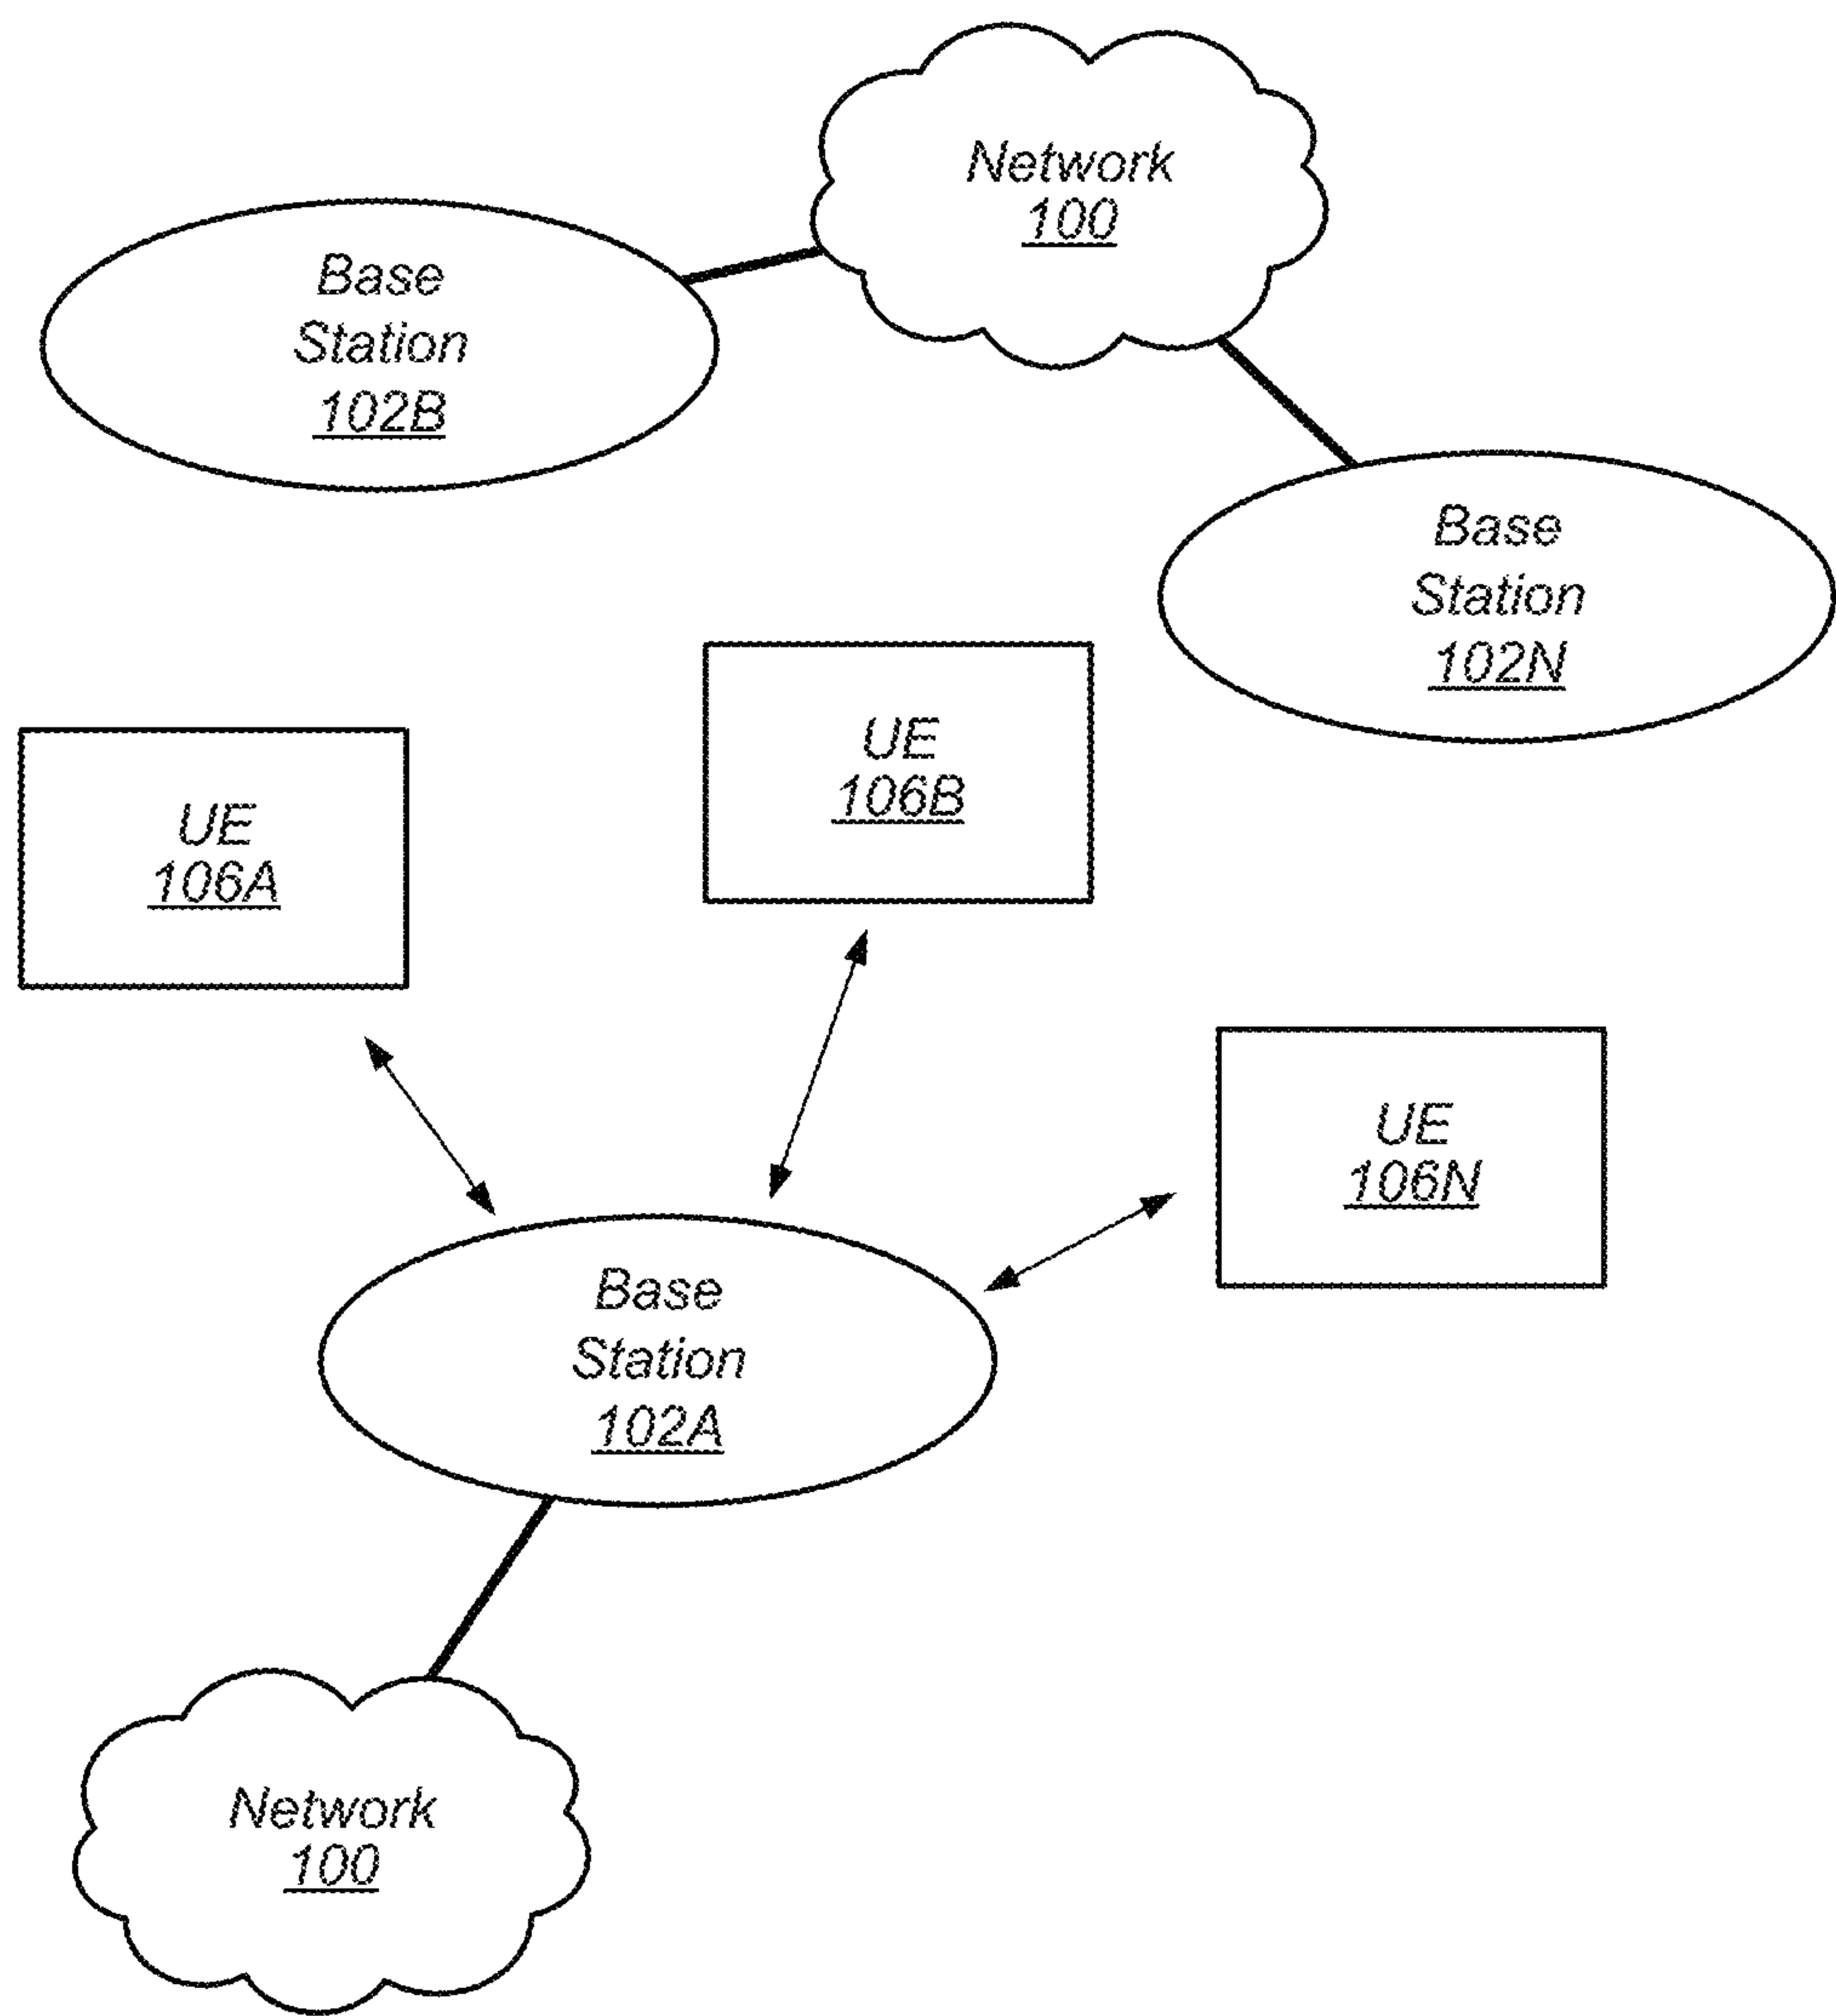 Network
100
Base
Station
102B
Base
Station
102N
UE
106B
UE
106A
UE
106N
Base
Station
102A
Network
100